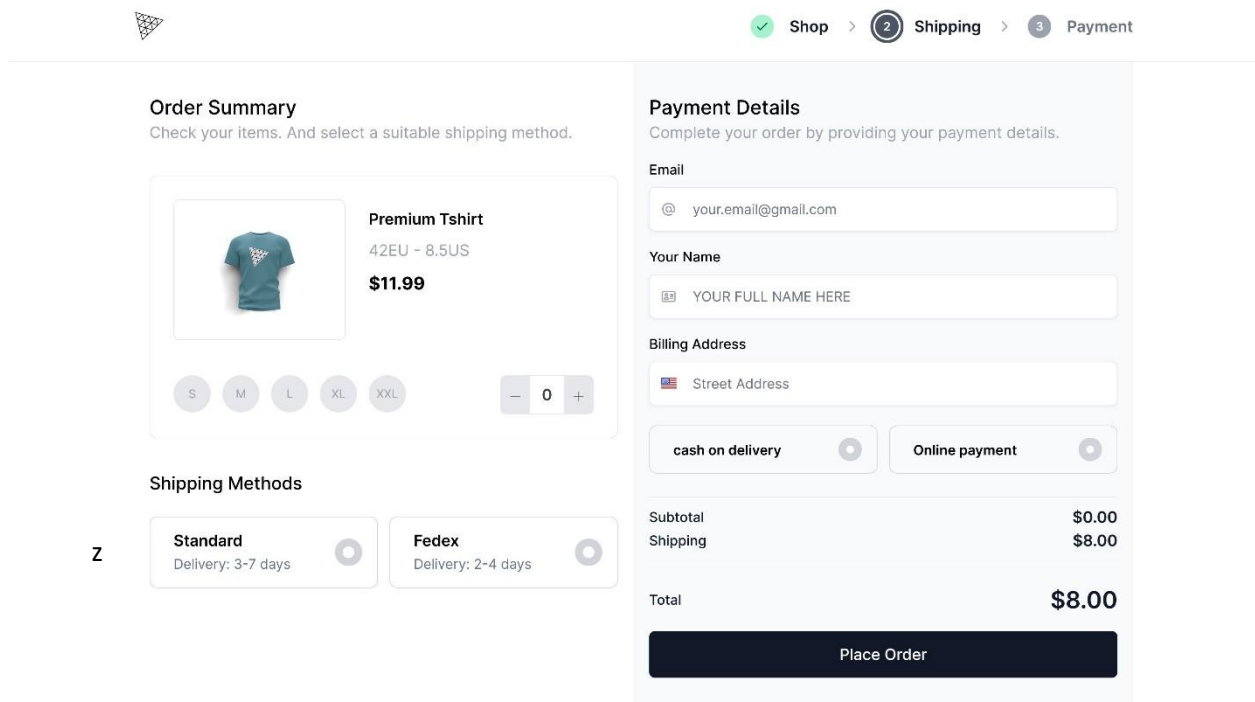 Shop > 2 Shipping > 3 Payment
Order Summary
Check your items. And select a suitable shipping method.
Premium Tshirt
42EU - 8.5US
$11.99
S M L XL XXL
– 0 +
Shipping Methods
Z
Standard
Delivery: 3-7 days
Fedex
Delivery: 2-4 days
Payment Details
Complete your order by providing your payment details.
Email
@ your.email@gmail.com
Your Name
YOUR FULL NAME HERE
Billing Address
Street Address
cash on delivery
Online payment
Subtotal $0.00
Shipping $8.00
Total $8.00
Place Order